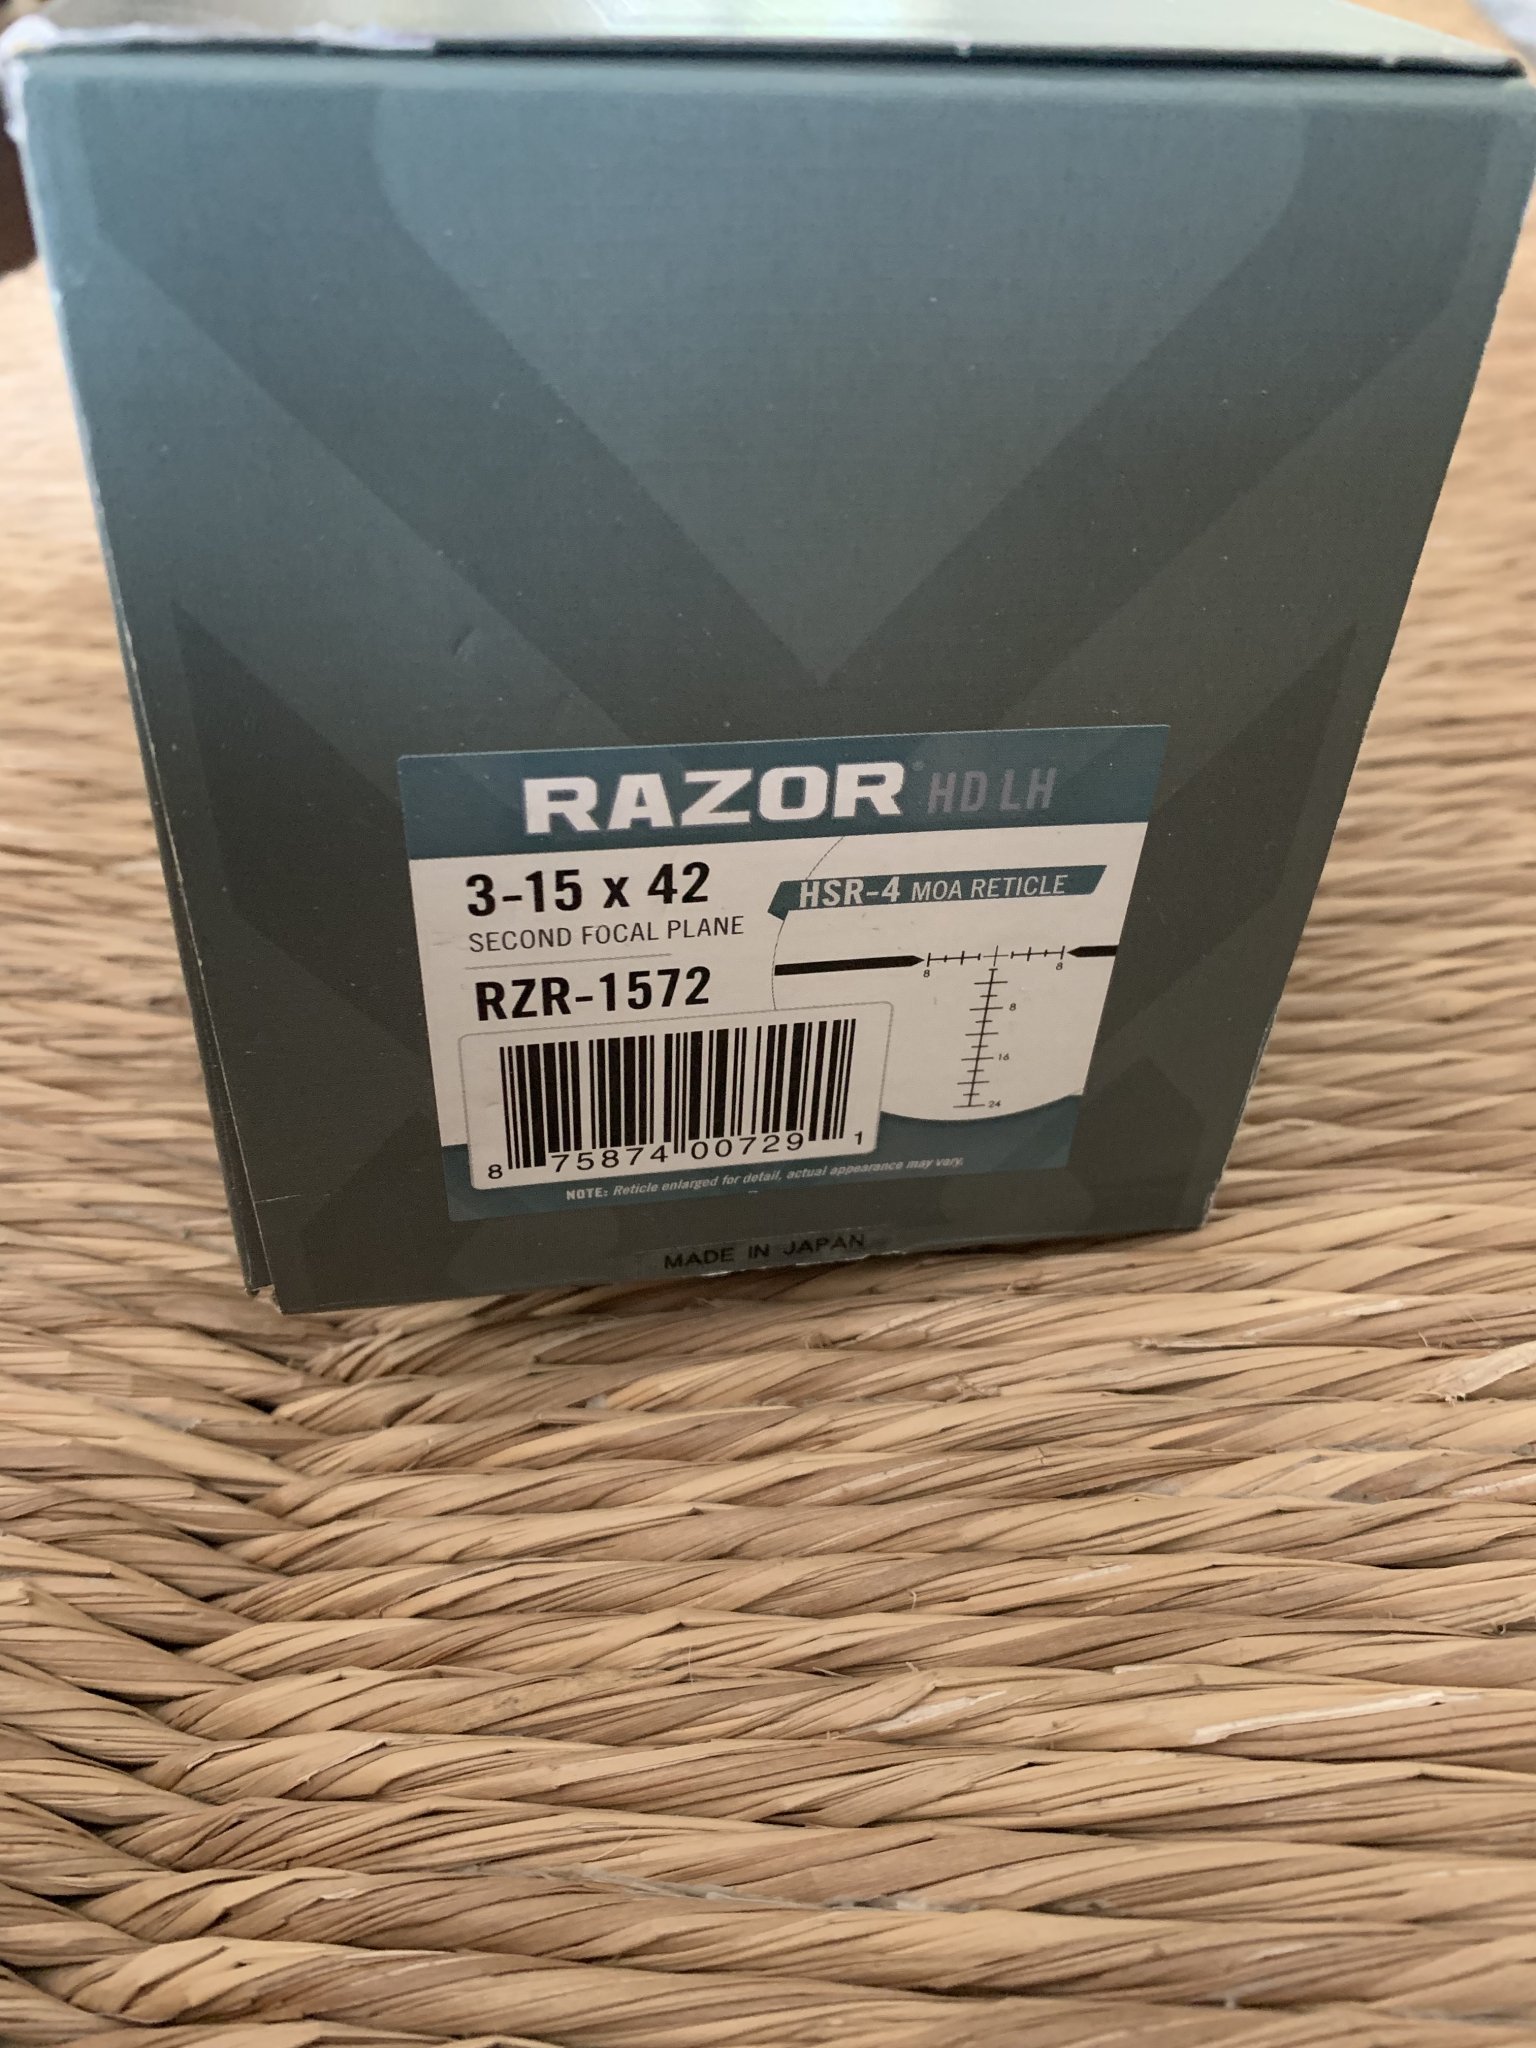 RAZOR® HD LH
3-15 x 42
SECOND FOCAL PLANE
RZR-1572
HSR-4 MOA RETICLE
8 8
8
16
24
8 75874 00729 1
NOTE: Reticle enlarged for detail, actual appearance may vary.
MADE IN JAPAN